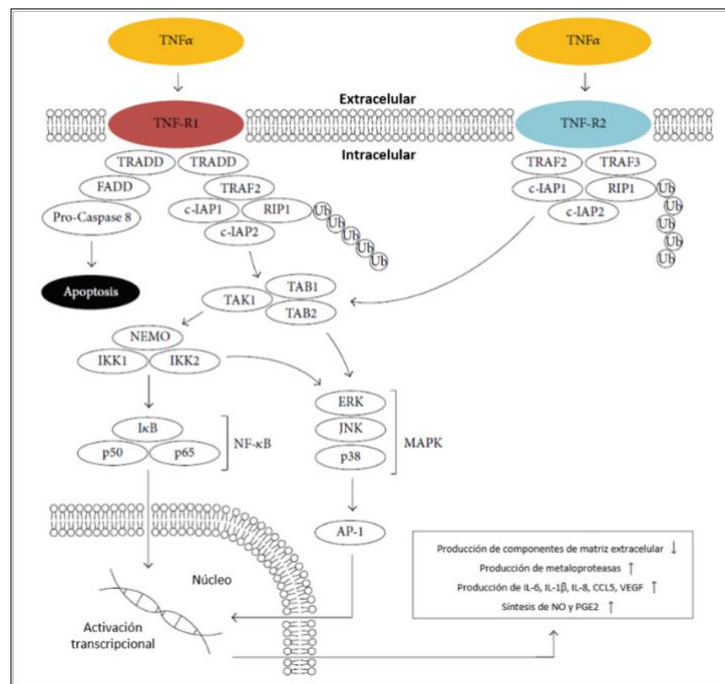 TNFα
TNFα
Extracelular
TNF-R1
TNF-R2
Intracelular
TRADD
TRADD
TRAF2
TRAF3
FADD
TRAF2
c-IAP1
RIP1
Pro-Caspase 8
c-IAP1
RIP1
Ub
Ub
Ub
Ub
Ub
c-IAP2
c-IAP2
Ub
Ub
Ub
Ub
Ub
Apoptosis
TAK1
TAB1
TAB2
NEMO
IKK1
IKK2
ERK
JNK
p38
MAPK
IκB
p50
p65
NF-κB
AP-1
Núcleo
Activación
transcripcional
Producción de componentes de matriz extracelular ↓
Producción de metaloproteasas ↑
Producción de IL-6, IL-1β, IL-8, CCL5, VEGF ↑
Síntesis de NO y PGE2 ↑